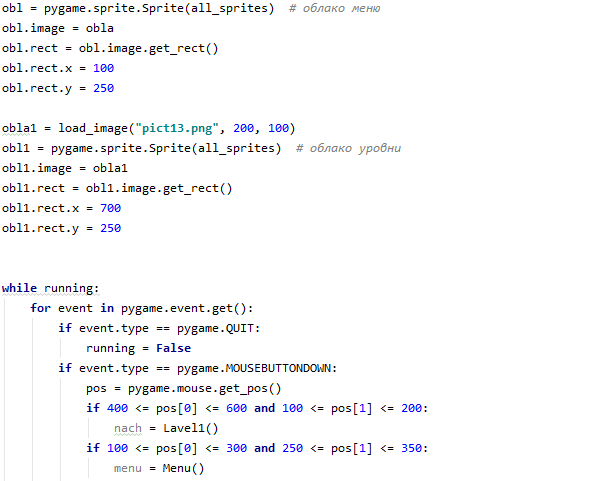 obl = pygame.sprite.Sprite(all_sprites)  # облако меню
obl.image = obla
obl.rect = obl.image.get_rect()
obl.rect.x = 100
obl.rect.y = 250

obla1 = load_image("pict13.png", 200, 100)
obl1 = pygame.sprite.Sprite(all_sprites)  # облако уровни
obl1.image = obla1
obl1.rect = obl1.image.get_rect()
obl1.rect.x = 700
obl1.rect.y = 250


while running:
    for event in pygame.event.get():
        if event.type == pygame.QUIT:
            running = False
        if event.type == pygame.MOUSEBUTTONDOWN:
            pos = pygame.mouse.get_pos()
            if 400 <= pos[0] <= 600 and 100 <= pos[1] <= 200:
                nach = Lavel1()
            if 100 <= pos[0] <= 300 and 250 <= pos[1] <= 350:
                menu = Menu()